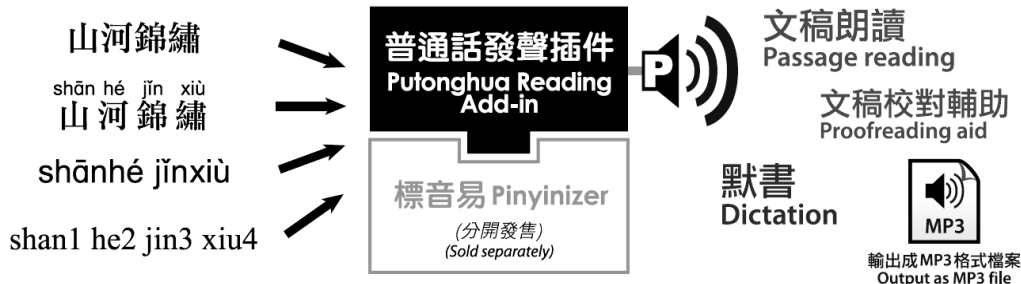 山河錦繡
shān hé jǐn xiù
山河錦繡
shānhé jǐnxiù
shan1 he2 jin3 xiu4
普通話發聲插件
Putonghua Reading
Add-in
標音易 Pinyinizer
(分開發售)
(Sold separately)
P
文稿朗讀
Passage reading
文稿校對輔助
Proofreading aid
默書
Dictation
MP3
輸出成MP3格式檔案
Output as MP3 file